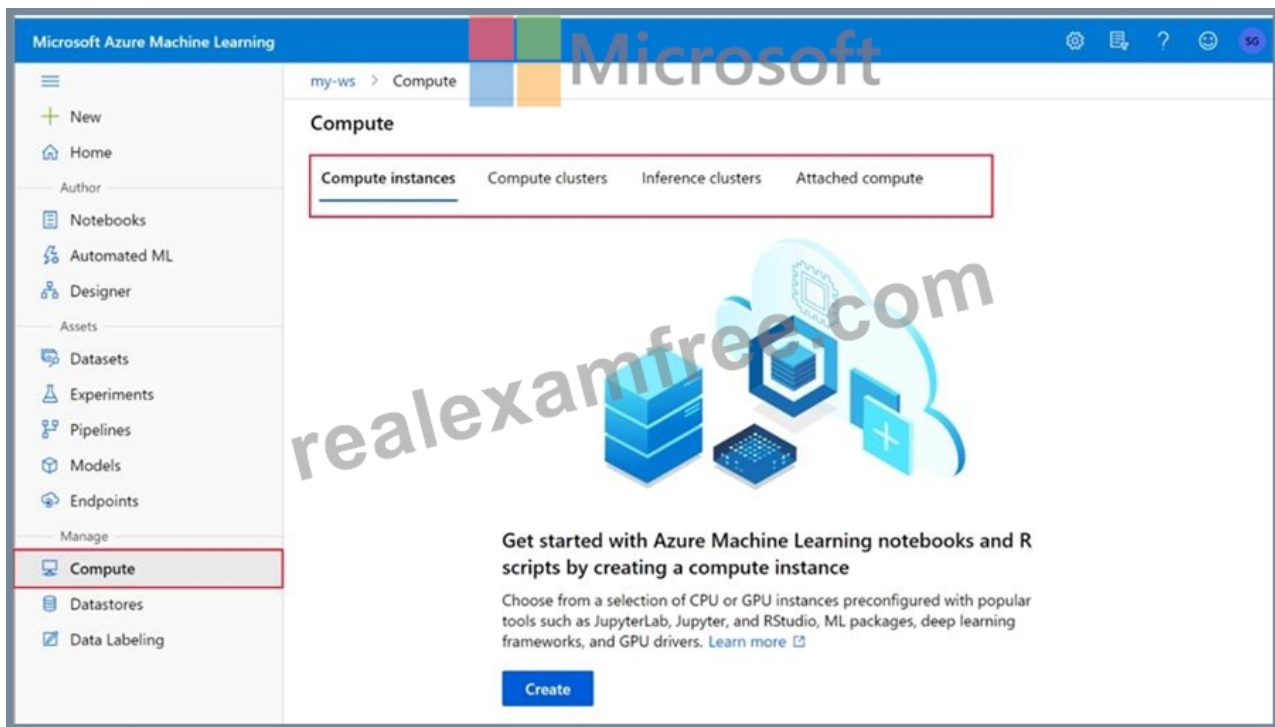 Microsoft Azure Machine Learning
Microsoft
SG
my-ws > Compute
New
Home
Author
Notebooks
Automated ML
Designer
Assets
Datasets
Experiments
Pipelines
Models
Endpoints
Manage
Compute
Datastores
Data Labeling
Compute
Compute instances Compute clusters Inference clusters Attached compute
realexamfree.com
Get started with Azure Machine Learning notebooks and R
scripts by creating a compute instance
Choose from a selection of CPU or GPU instances preconfigured with popular
tools such as JupyterLab, Jupyter, and RStudio, ML packages, deep learning
frameworks, and GPU drivers. Learn more
Create